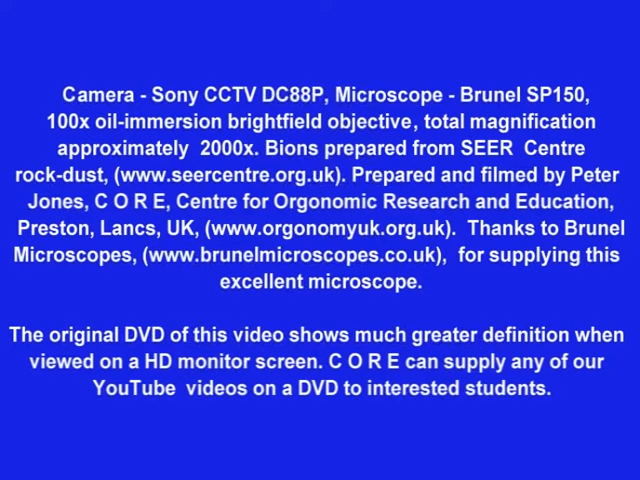 Camera - Sony CCTV DC88P, Microscope - Brunel SP150,
100x oil-immersion brightfield objective, total magnification
approximately 2000x. Bions prepared from SEER Centre
rock-dust, (www.seercentre.org.uk). Prepared and filmed by Peter
Jones, C O R E, Centre for Orgonomic Research and Education,
Preston, Lancs, UK, (www.orgonomyuk.org.uk). Thanks to Brunel
Microscopes, (www.brunelmicroscopes.co.uk), for supplying this
excellent microscope.
The original DVD of this video shows much greater definition when
viewed on a HD monitor screen. C O R E can supply any of our
YouTube videos on a DVD to interested students.